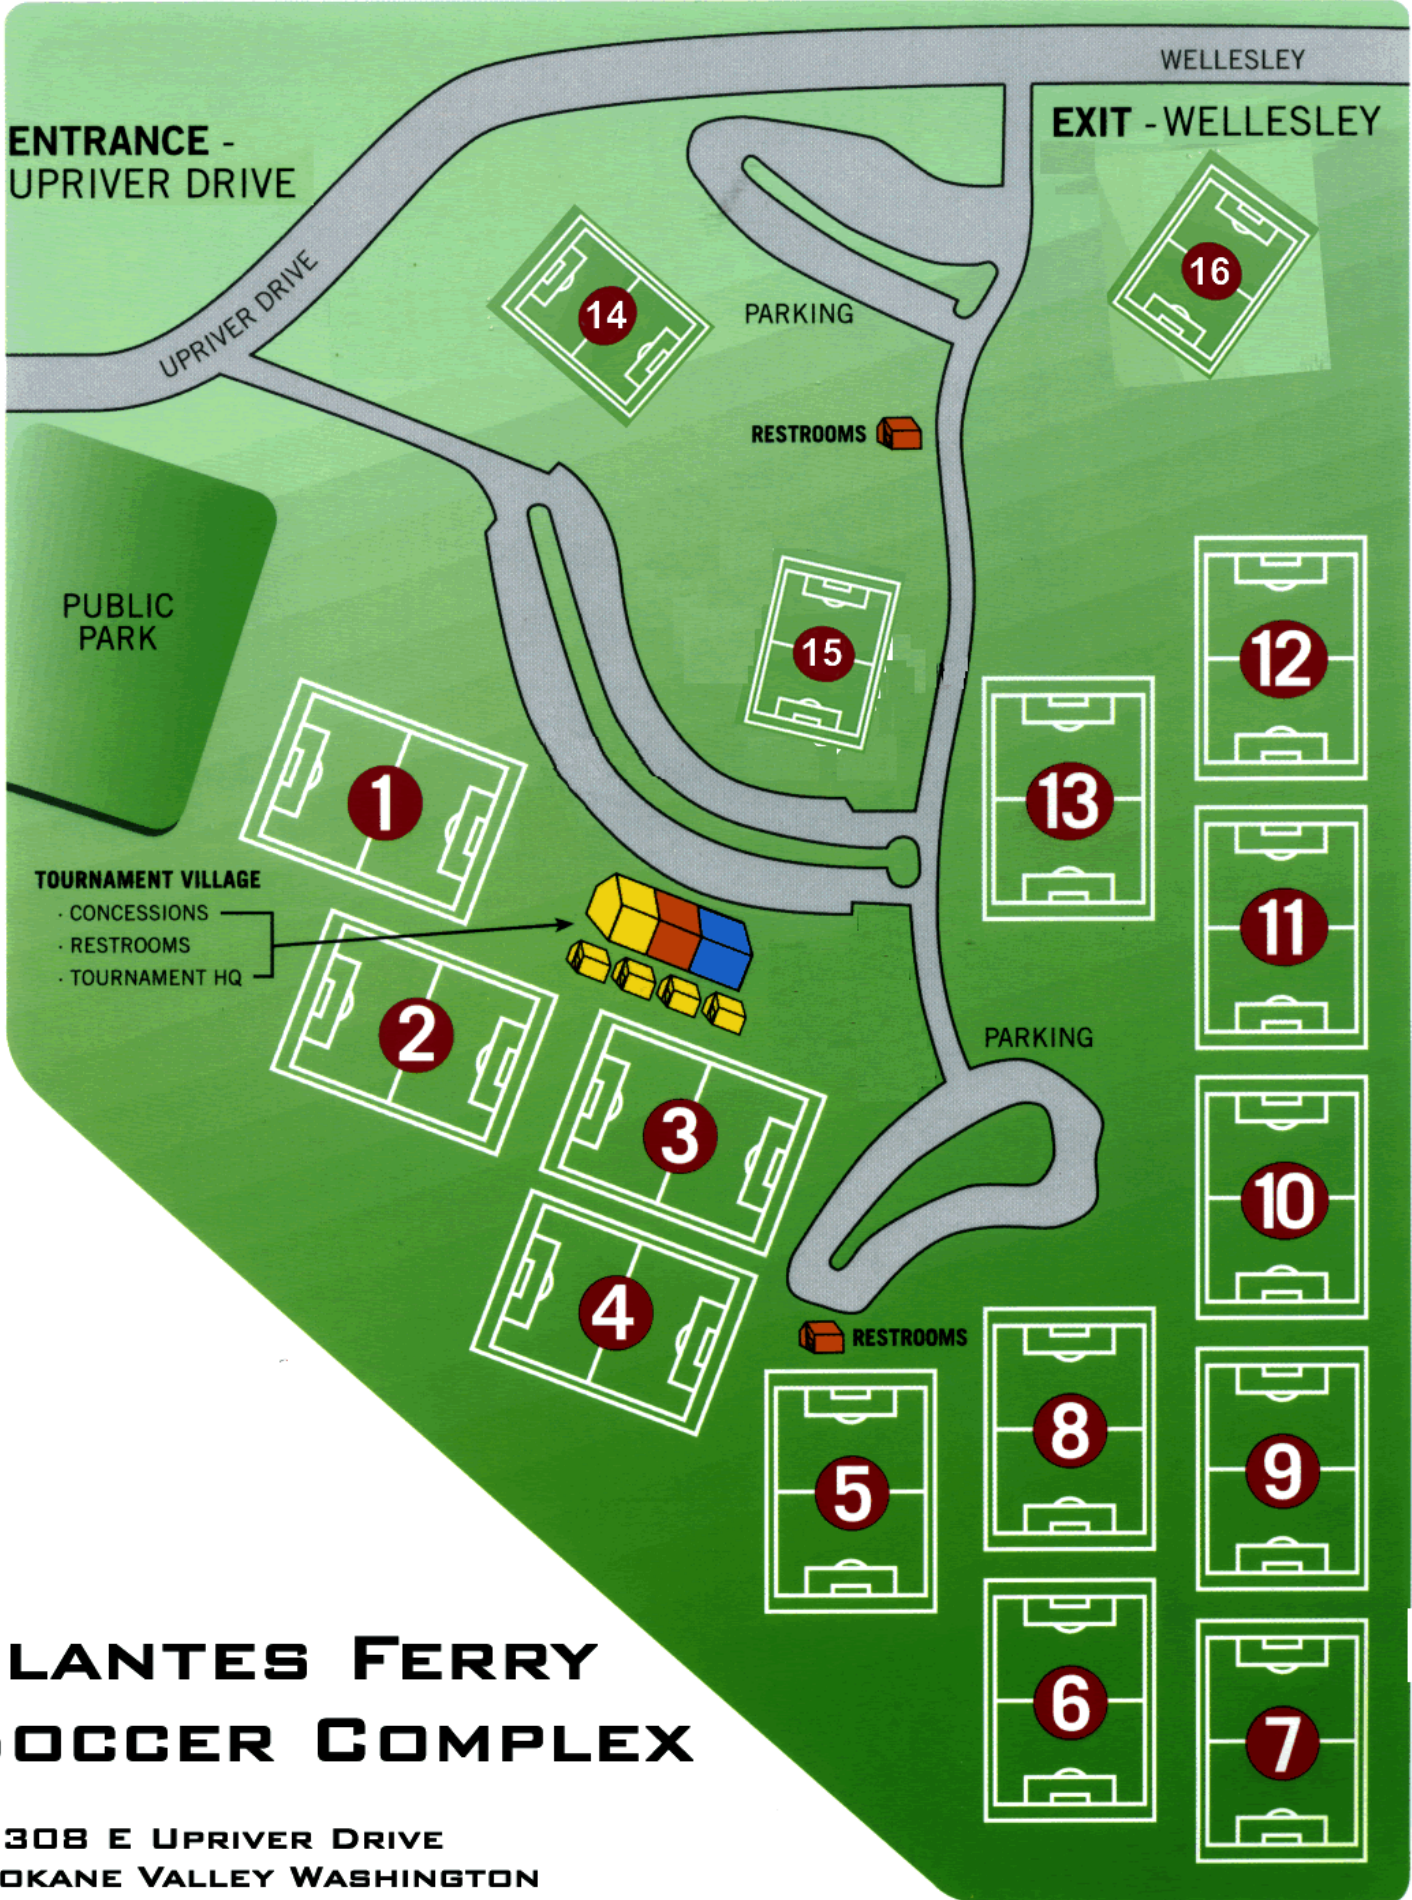 WELLESLEY
EXIT - WELLESLEY
ENTRANCE -
UPRIVER DRIVE
UPRIVER DRIVE
16
14
PARKING
RESTROOMS
PUBLIC
PARK
15
12
13
1
11
TOURNAMENT VILLAGE
· CONCESSIONS
· RESTROOMS
· TOURNAMENT HQ
2
PARKING
3
10
4
RESTROOMS
8
9
5
6
7
LANTES FERRY
OCCER COMPLEX
308 E UPRIVER DRIVE
OKANE VALLEY WASHINGTON